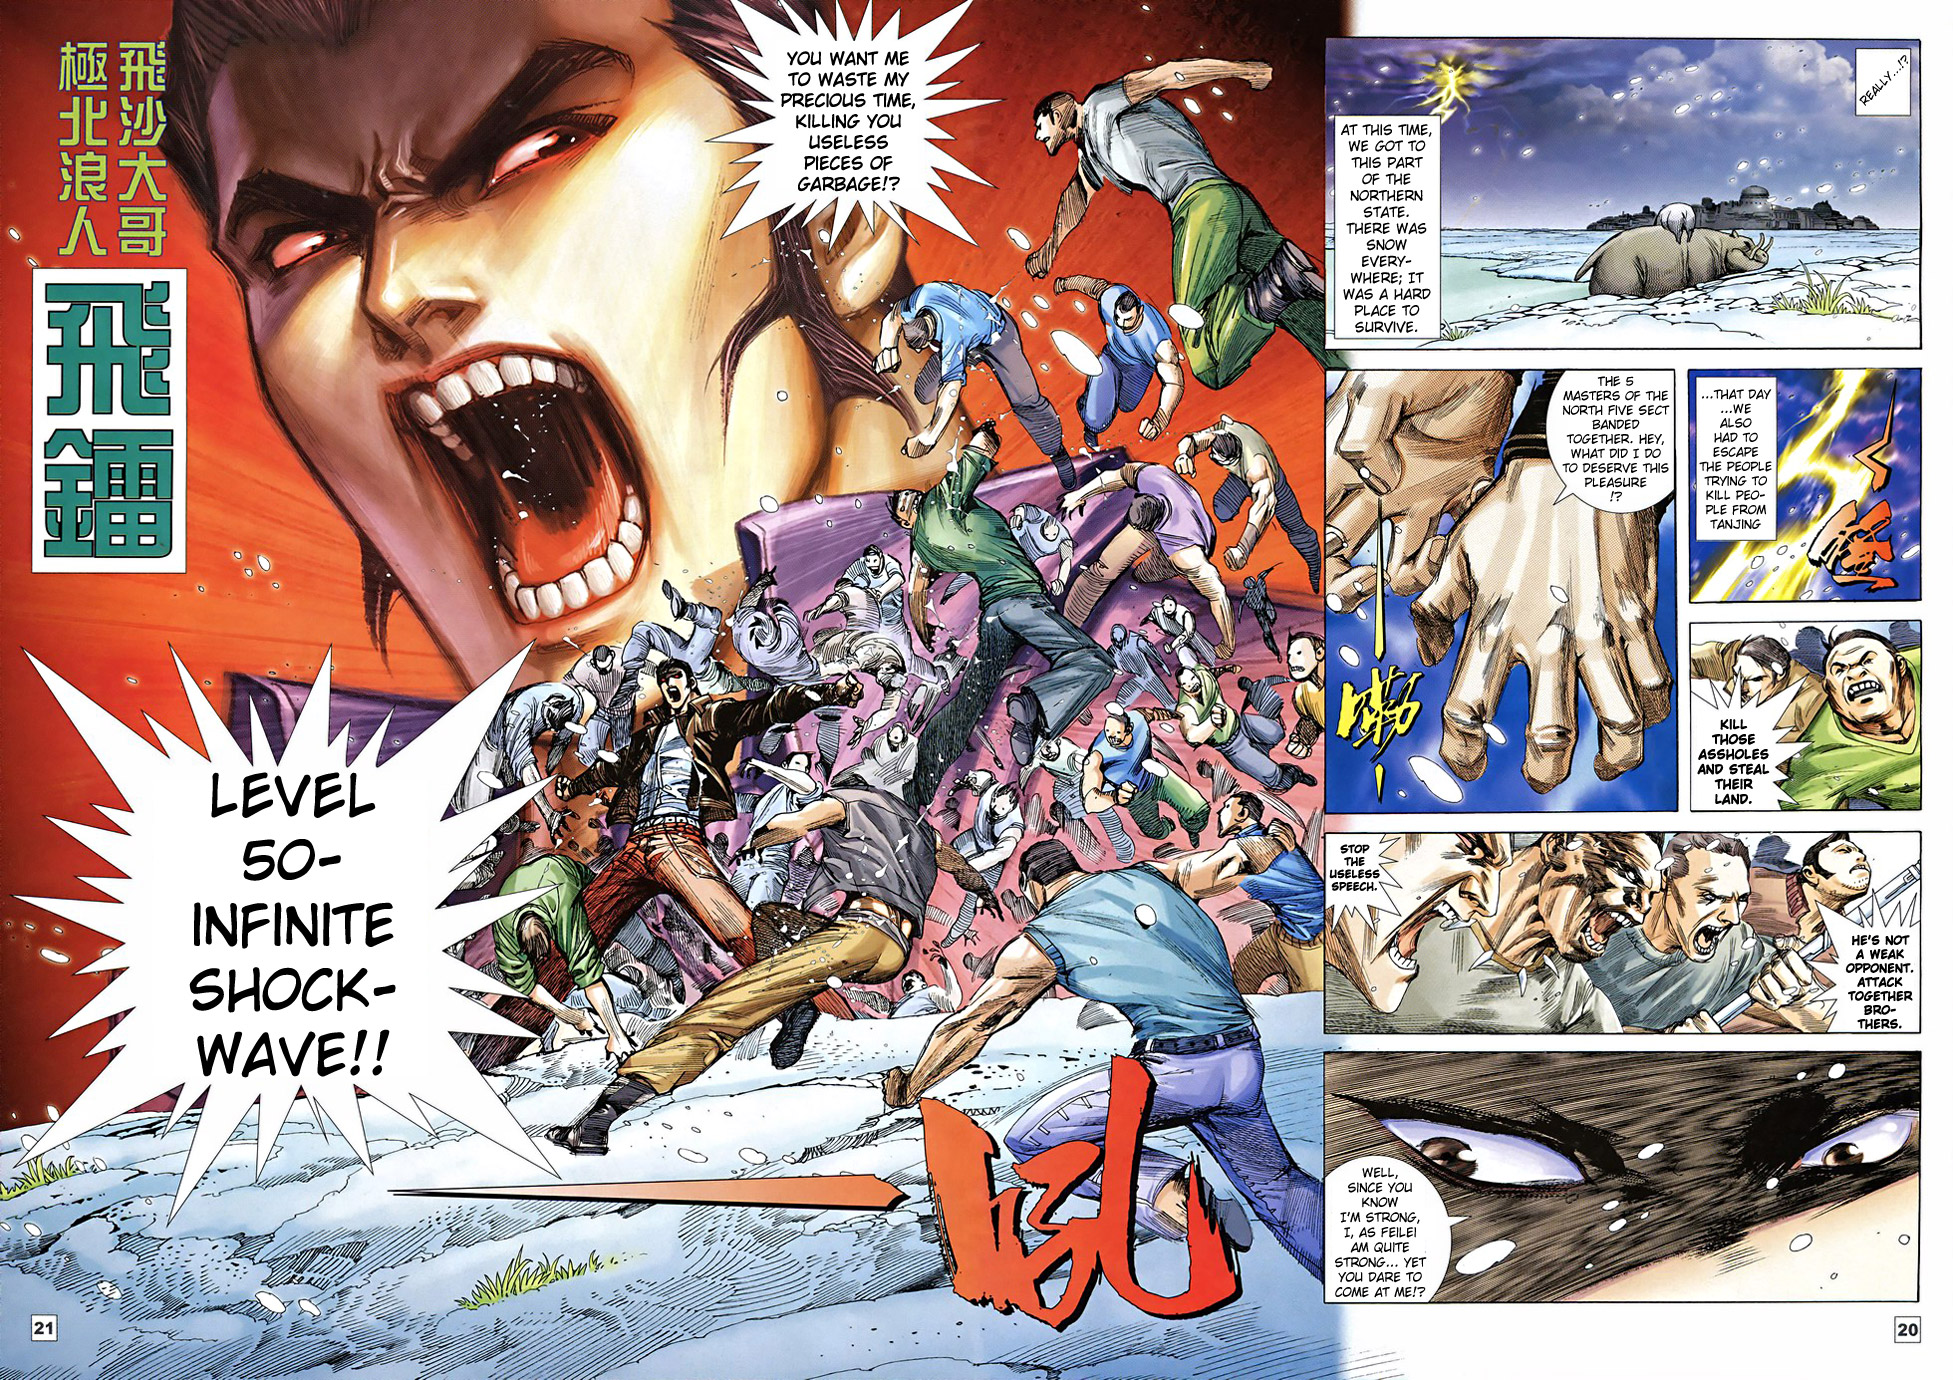 REALLY...!?
AT THIS TIME,
WE GOT TO
THIS PART
OF THE
NORTHERN
STATE.
THERE WAS
SNOW
EVERY-
WHERE; IT
WAS A HARD
PLACE TO
SURVIVE.
...THAT DAY
...WE
ALSO
HAD TO
ESCAPE
THE PEOPLE
TRYING TO
KILL PEO-
PLE FROM
TANJING
THE 5
MASTERS OF THE
NORTH FIVE SECT
BANDED
TOGETHER. HEY,
WHAT DID I DO
TO DESERVE THIS
PLEASURE
!?
KILL
THOSE
ASSHOLES
AND STEAL
THEIR
LAND.
STOP
THE
USELESS
SPEECH.
HE'S NOT
A WEAK
OPPONENT.
ATTACK
TOGETHER
BRO-
THERS.
WELL,
SINCE YOU
KNOW
I'M STRONG,
I, AS FEILEI
AM QUITE
STRONG... YET
YOU DARE TO
COME AT ME!?
20
YOU WANT ME
TO WASTE MY
PRECIOUS TIME,
KILLING YOU
USELESS
PIECES OF
GARBAGE!?
飛沙大哥
極北浪人
飛鐳
LEVEL
50-
INFINITE
SHOCK-
WAVE!!
吼
21